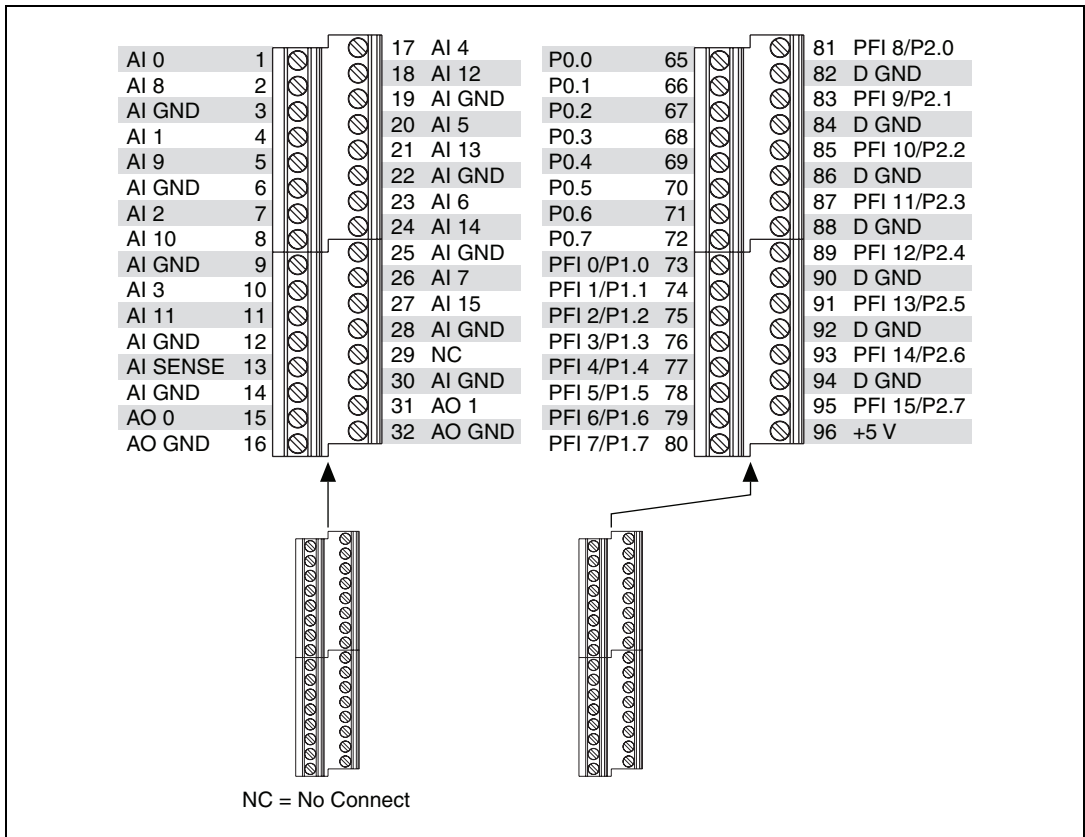 AI 0 1
AI 8 2
AI GND 3
AI 1 4
AI 9 5
AI GND 6
AI 2 7
AI 10 8
AI GND 9
AI 3 10
AI 11 11
AI GND 12
AI SENSE 13
AI GND 14
AO 0 15
AO GND 16
17 AI 4
18 AI 12
19 AI GND
20 AI 5
21 AI 13
22 AI GND
23 AI 6
24 AI 14
25 AI GND
26 AI 7
27 AI 15
28 AI GND
29 NC
30 AI GND
31 AO 1
32 AO GND
P0.0 65
P0.1 66
P0.2 67
P0.3 68
P0.4 69
P0.5 70
P0.6 71
P0.7 72
PFI 0/P1.0 73
PFI 1/P1.1 74
PFI 2/P1.2 75
PFI 3/P1.3 76
PFI 4/P1.4 77
PFI 5/P1.5 78
PFI 6/P1.6 79
PFI 7/P1.7 80
81 PFI 8/P2.0
82 D GND
83 PFI 9/P2.1
84 D GND
85 PFI 10/P2.2
86 D GND
87 PFI 11/P2.3
88 D GND
89 PFI 12/P2.4
90 D GND
91 PFI 13/P2.5
92 D GND
93 PFI 14/P2.6
94 D GND
95 PFI 15/P2.7
96 +5 V
NC = No Connect